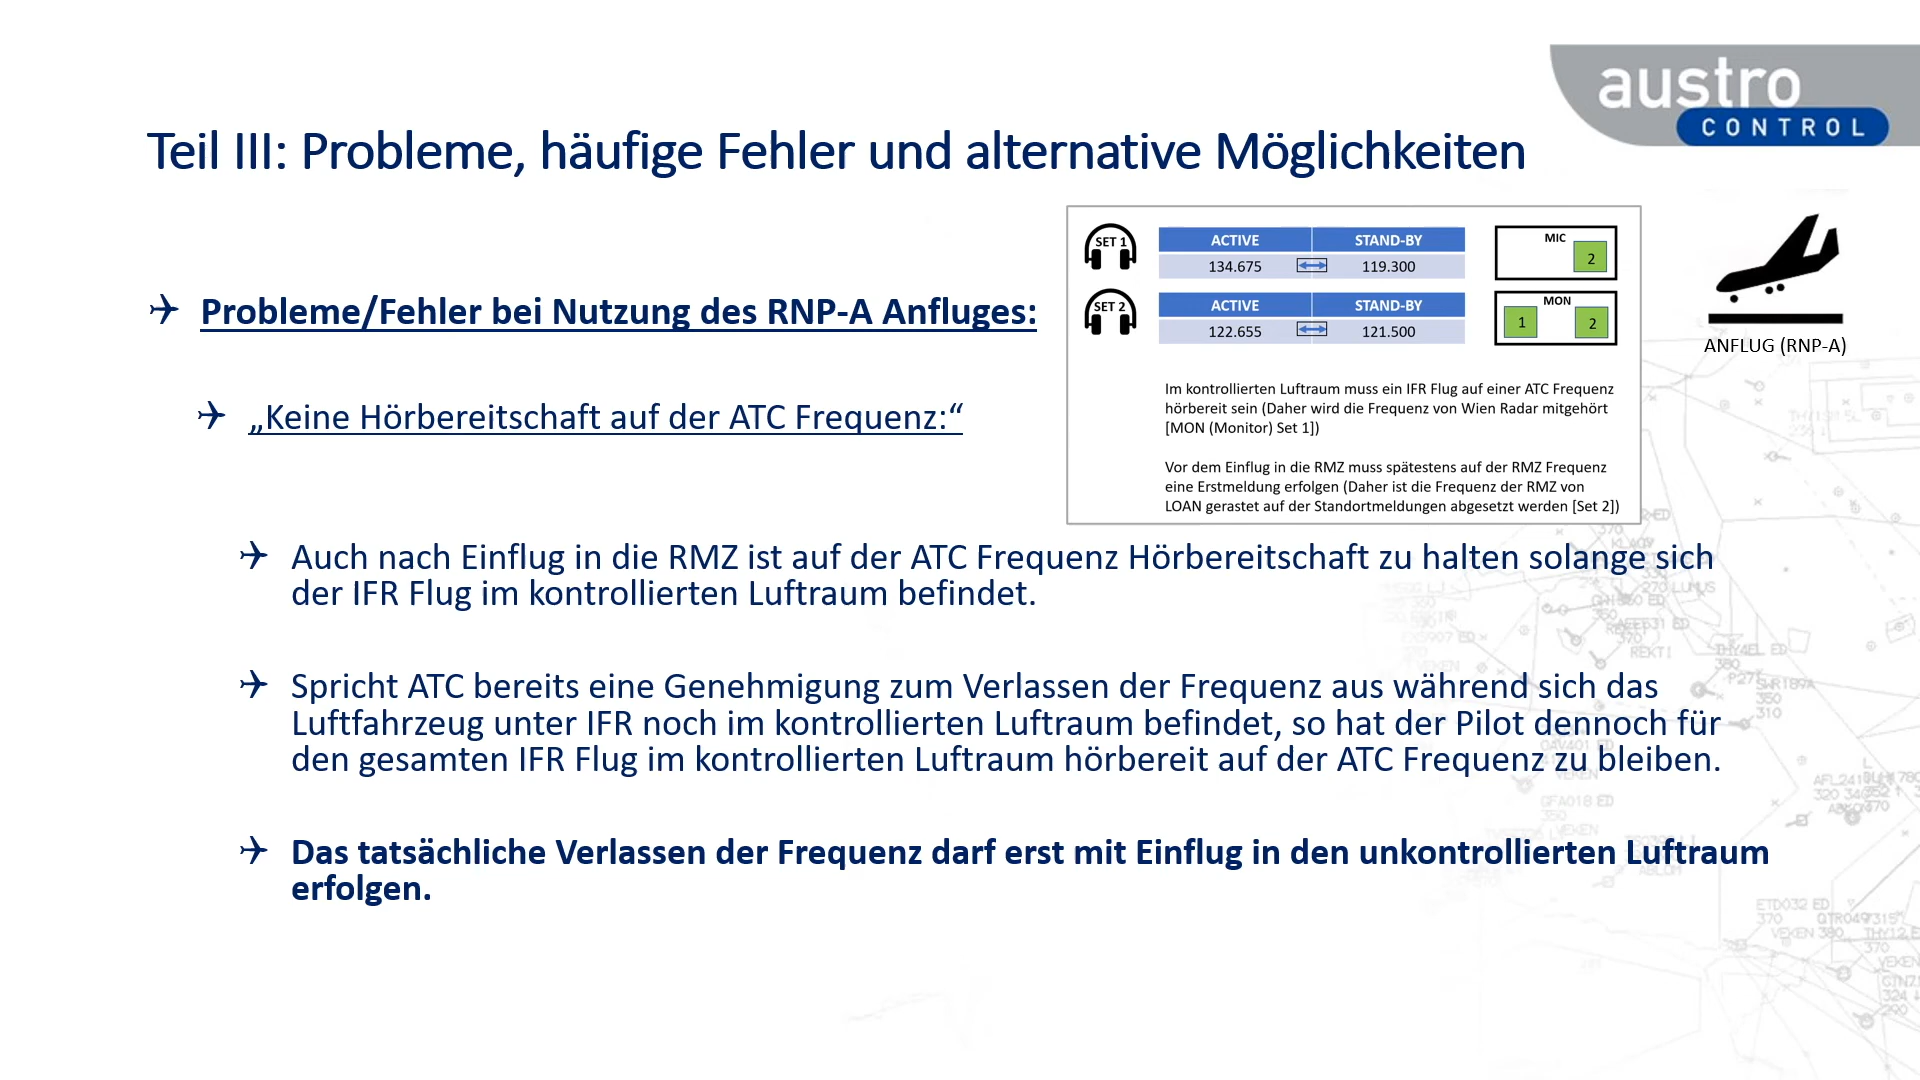 austro
CONTROL
Teil III: Probleme, häufige Fehler und alternative Möglichkeiten
Probleme/Fehler bei Nutzung des RNP-A Anfluges:
„Keine Hörbereitschaft auf der ATC Frequenz:“
SET 1
ACTIVE STAND-BY
134.675 119.300
MIC
2
SET 2
ACTIVE STAND-BY
122.655 121.500
MON
1 2
Im kontrollierten Luftraum muss ein IFR Flug auf einer ATC Frequenz
hörbereit sein (Daher wird die Frequenz von Wien Radar mitgehört
[MON (Monitor) Set 1])
Vor dem Einflug in die RMZ muss spätestens auf der RMZ Frequenz
eine Erstmeldung erfolgen (Daher ist die Frequenz der RMZ von
LOAN gerastet auf der Standortmeldungen abgesetzt werden [Set 2])
ANFLUG (RNP-A)
Auch nach Einflug in die RMZ ist auf der ATC Frequenz Hörbereitschaft zu halten solange sich
der IFR Flug im kontrollierten Luftraum befindet.
Spricht ATC bereits eine Genehmigung zum Verlassen der Frequenz aus während sich das
Luftfahrzeug unter IFR noch im kontrollierten Luftraum befindet, so hat der Pilot dennoch für
den gesamten IFR Flug im kontrollierten Luftraum hörbereit auf der ATC Frequenz zu bleiben.
Das tatsächliche Verlassen der Frequenz darf erst mit Einflug in den unkontrollierten Luftraum
erfolgen.
REKTI
GFA018 ED
ETD032 ED
370
VEKEN 380
370